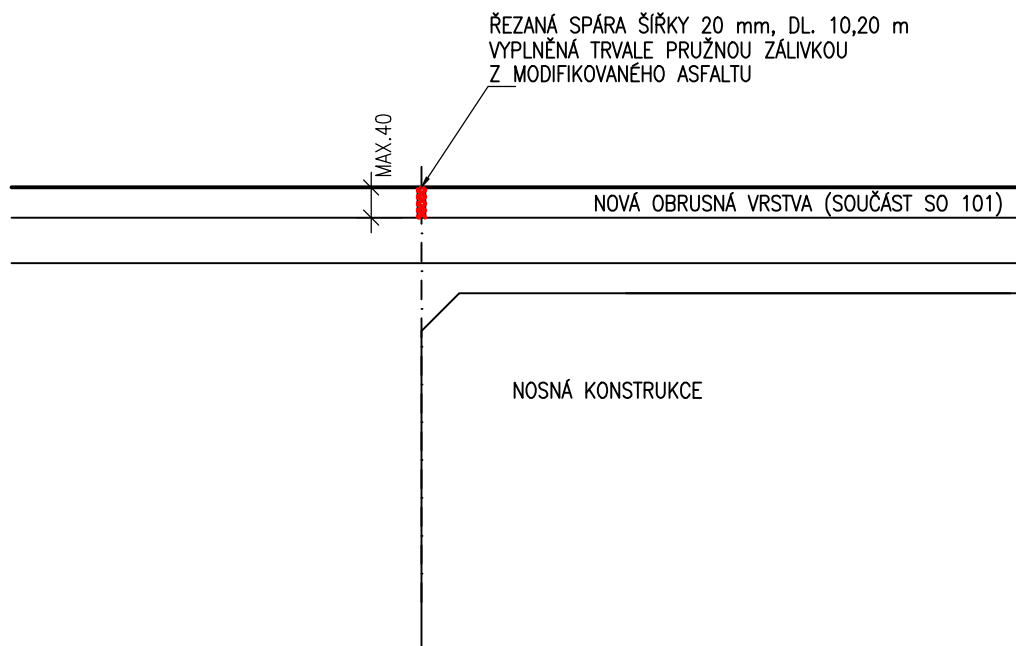 ŘEZANÁ SPÁRA ŠÍŘKY 20 mm, DL. 10,20 m
VYPLNĚNÁ TRVALE PRUŽNOU ZÁLIVKOU
Z MODIFIKOVANÉHO ASFALTU
MAX.40
NOVÁ OBRUSNÁ VRSTVA (SOUČÁST SO 101)
NOSNÁ KONSTRUKCE